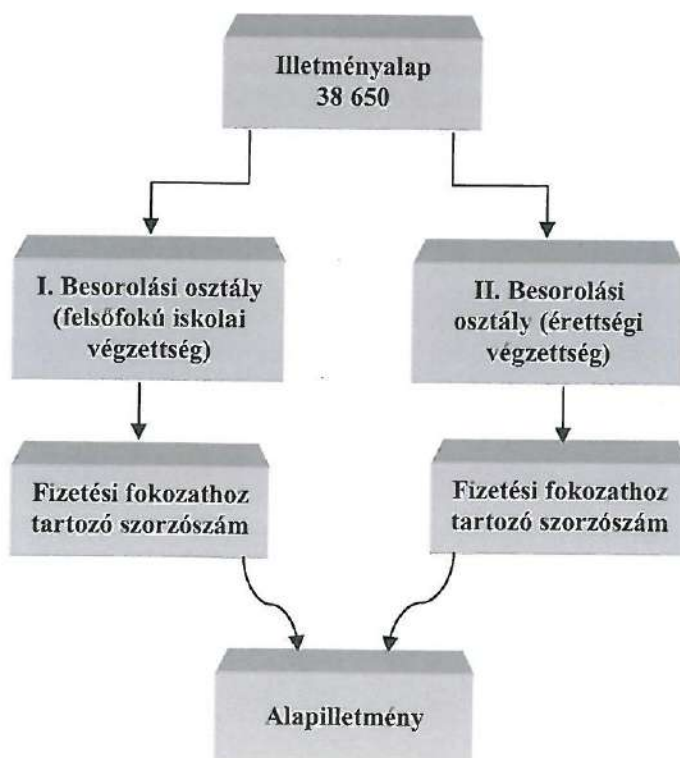 Illetményalap
38 650
I. Besorolási osztály
(felsőfokú iskolai
végzettség)
II. Besorolási
osztály (érettségi
végzettség)
Fizetési fokozathoz
tartozó szorzószám
Fizetési fokozathoz
tartozó szorzószám
Alapilletmény